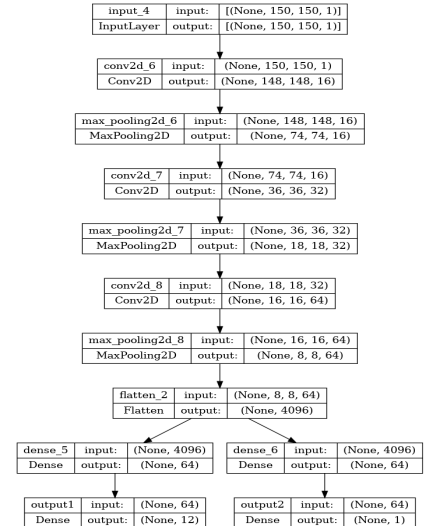 input_4 input: [(None, 150, 150, 1)]
InputLayer output: [(None, 150, 150, 1)]
conv2d_6 input: (None, 150, 150, 1)
Conv2D output: (None, 148, 148, 16)
max_pooling2d_6 input: (None, 148, 148, 16)
MaxPooling2D output: (None, 74, 74, 16)
conv2d_7 input: (None, 74, 74, 16)
Conv2D output: (None, 36, 36, 32)
max_pooling2d_7 input: (None, 36, 36, 32)
MaxPooling2D output: (None, 18, 18, 32)
conv2d_8 input: (None, 18, 18, 32)
Conv2D output: (None, 16, 16, 64)
max_pooling2d_8 input: (None, 16, 16, 64)
MaxPooling2D output: (None, 8, 8, 64)
flatten_2 input: (None, 8, 8, 64)
Flatten output: (None, 4096)
dense_5 input: (None, 4096)
Dense output: (None, 64)
dense_6 input: (None, 4096)
Dense output: (None, 64)
output1 input: (None, 64)
Dense output: (None, 12)
output2 input: (None, 64)
Dense output: (None, 1)